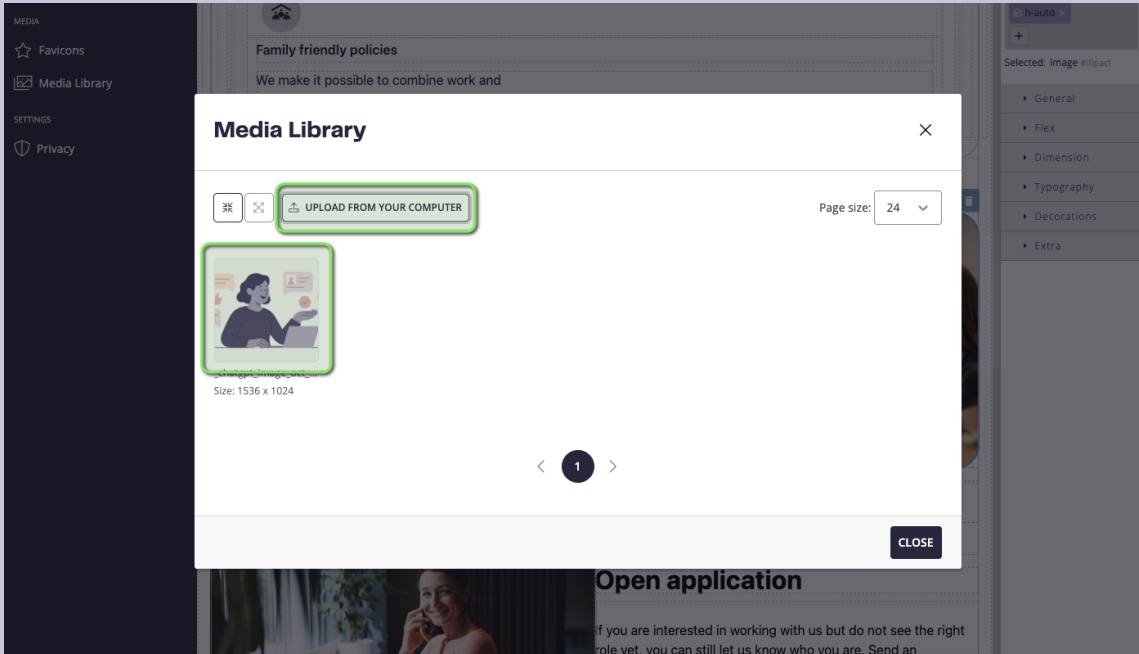 MEDIA
Favicons
Media Library
SETTINGS
Privacy
Family friendly policies
We make it possible to combine work and
h-auto ×
+
Selected: Image #ifipacf
General
Flex
Dimension
Typography
Decorations
Extra
Media Library
UPLOAD FROM YOUR COMPUTER
Page size: 24
_chatgpt_image_oct_...
Size: 1536 x 1024
1
CLOSE
Open application
If you are interested in working with us but do not see the right
role yet, you can still let us know who you are. Send an